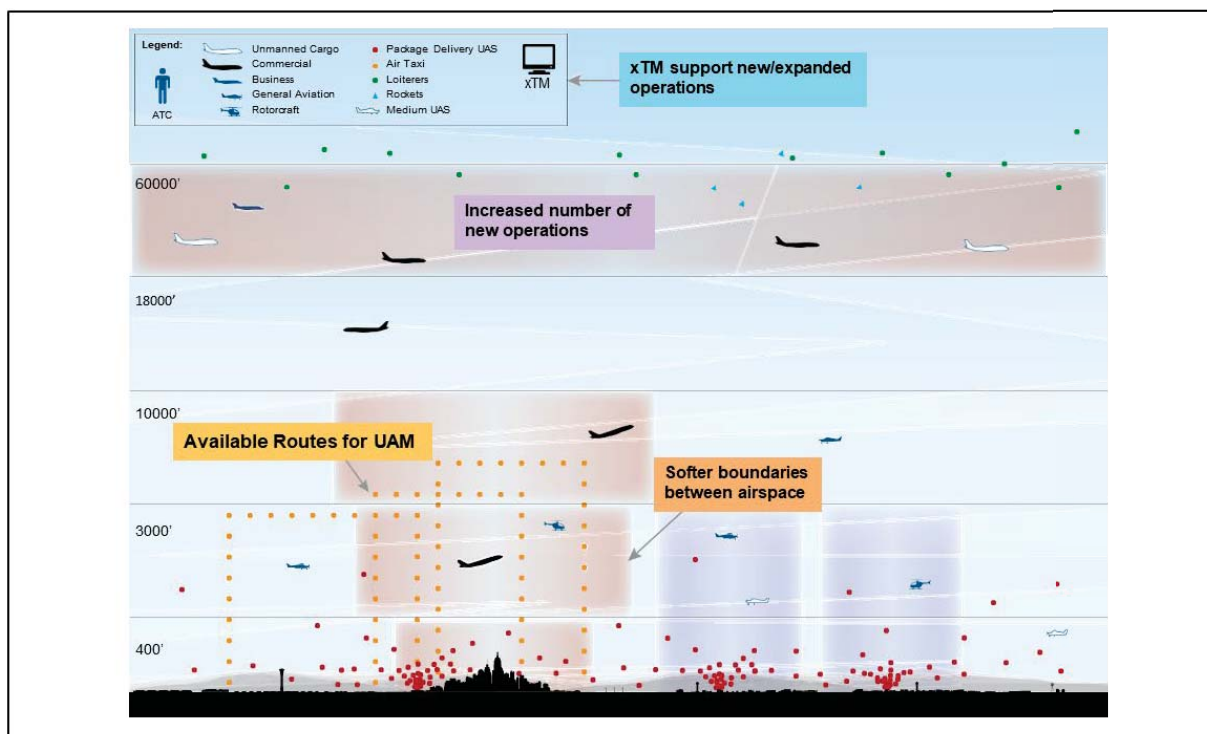 Legend:
Unmanned Cargo
Commercial
Business
General Aviation
Rotorcraft
ATC
Package Delivery UAS
Air Taxi
Loiterers
Rockets
Medium UAS
xTM
xTM support new/expanded
operations
60000'
Increased number of
new operations
18000'
10000'
Available Routes for UAM
Softer boundaries
between airspace
3000'
400'